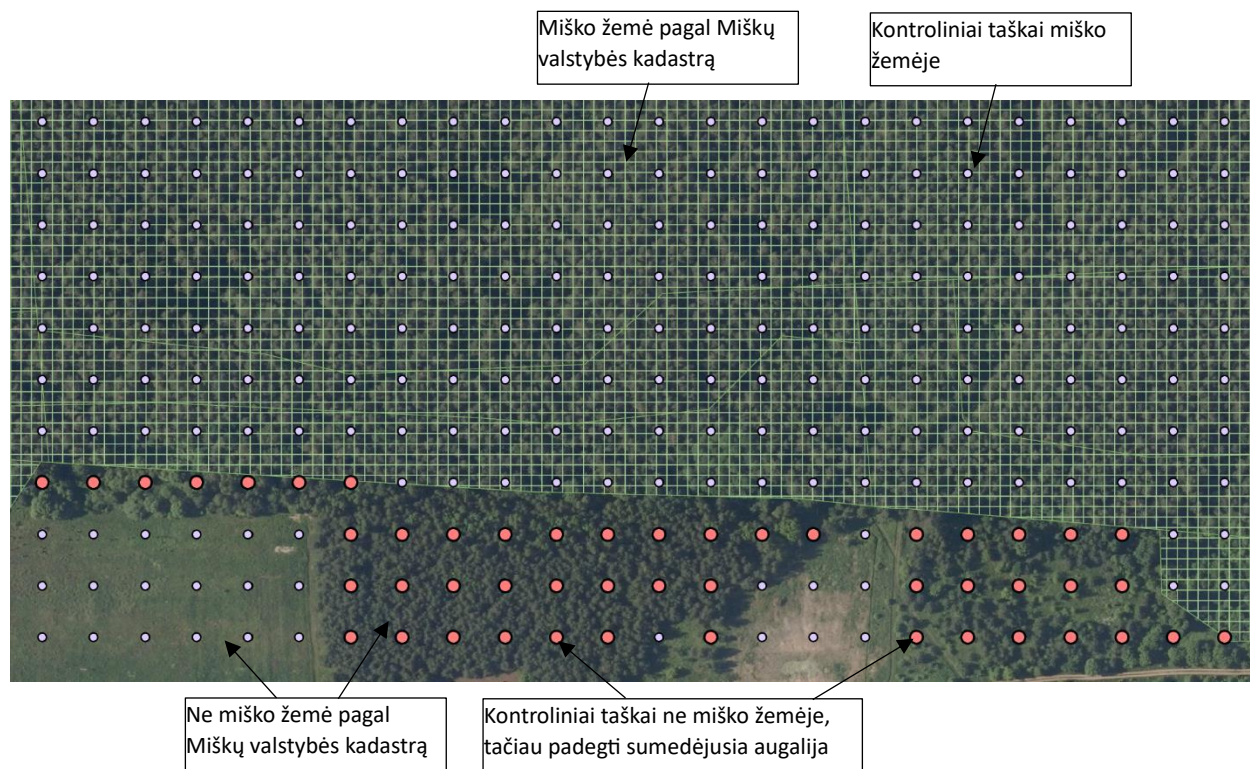 Miško žemė pagal Miškų
valstybės kadastrą
Kontroliniai taškai miško
žemėje
Ne miško žemė pagal
Miškų valstybės kadastrą
Kontroliniai taškai ne miško žemėje,
tačiau padegti sumedėjusia augalija